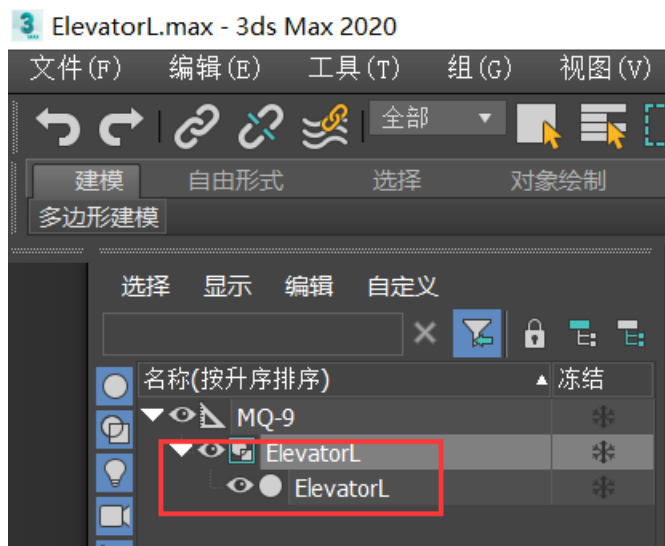 ElevatorL.max - 3ds Max 2020
文件(F) 编辑(E) 工具(T) 组(G) 视图(V)
全部
建模 自由形式 选择 对象绘制
多边形建模
选择 显示 编辑 自定义
名称(按升序排序) 冻结
MQ-9
ElevatorL
ElevatorL